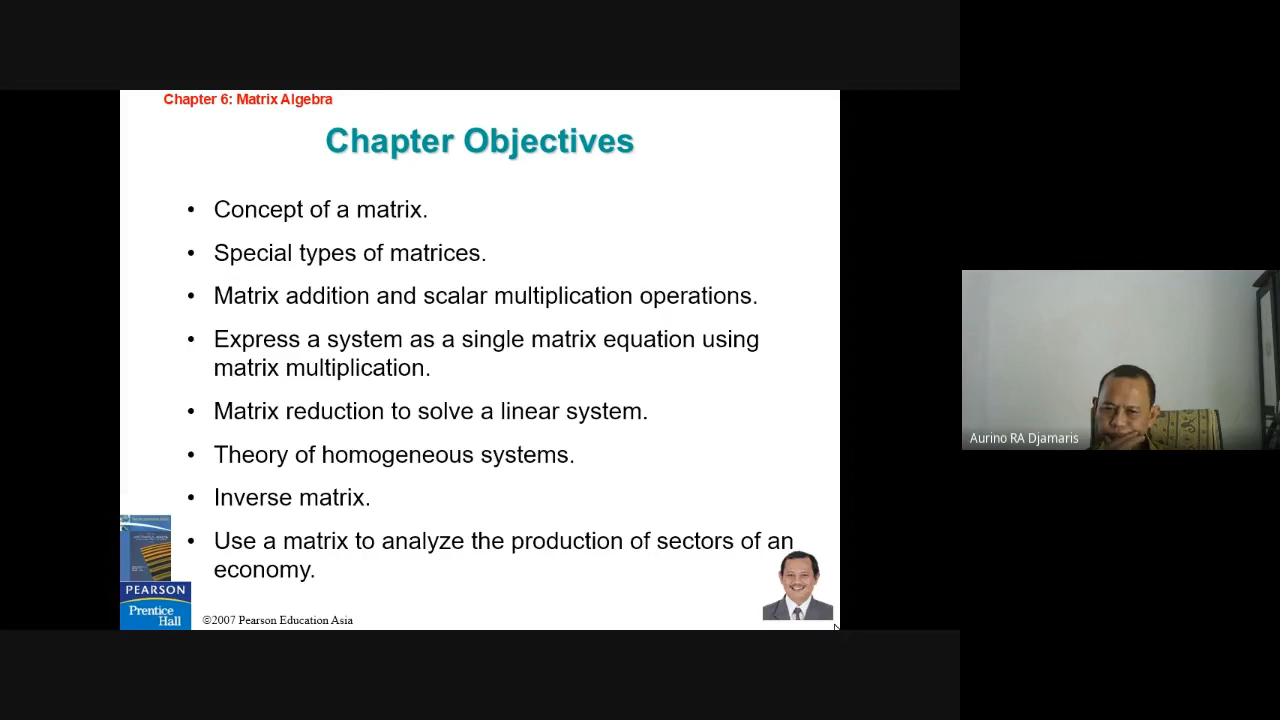 Chapter 6: Matrix Algebra
Chapter Objectives
• Concept of a matrix.
• Special types of matrices.
• Matrix addition and scalar multiplication operations.
• Express a system as a single matrix equation using
matrix multiplication.
• Matrix reduction to solve a linear system.
• Theory of homogeneous systems.
• Inverse matrix.
• Use a matrix to analyze the production of sectors of an
economy.
PEARSON
Prentice
Hall
©2007 Pearson Education Asia
Aurino RA Djamaris